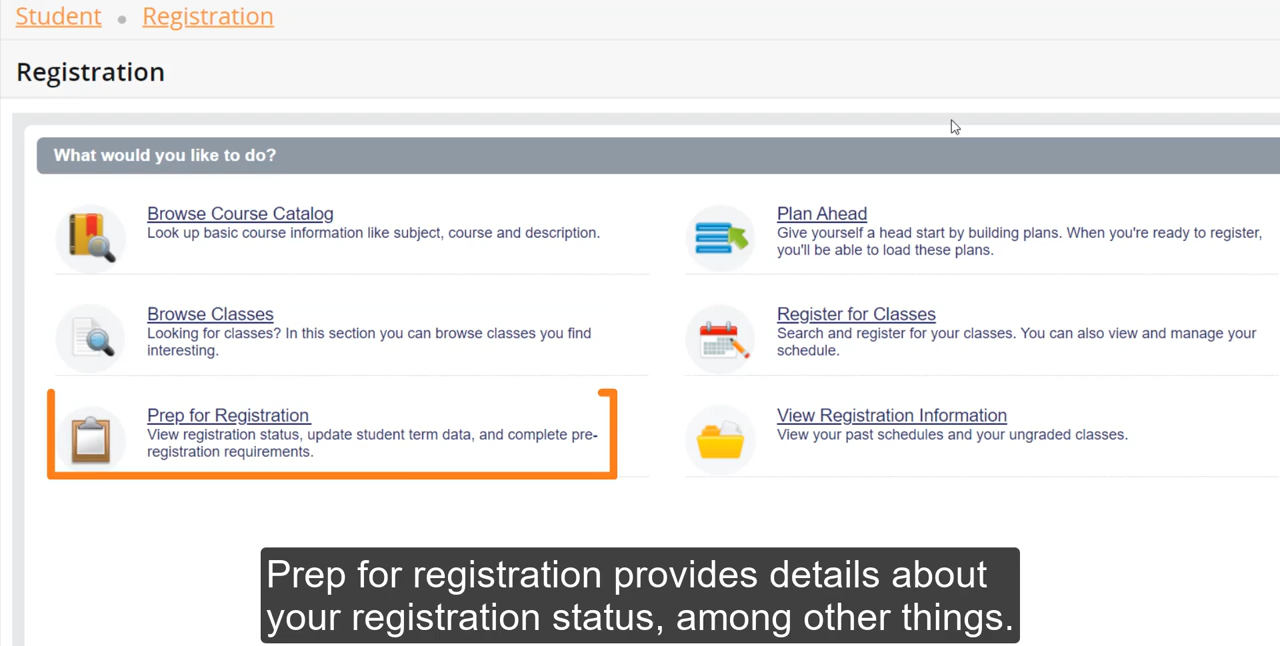 Student • Registration
Registration
What would you like to do?
Browse Course Catalog
Look up basic course information like subject, course and description.
Plan Ahead
Give yourself a head start by building plans. When you're ready to register,
you'll be able to load these plans.
Browse Classes
Looking for classes? In this section you can browse classes you find
interesting.
Register for Classes
Search and register for your classes. You can also view and manage your
schedule.
Prep for Registration
View registration status, update student term data, and complete pre-
registration requirements.
View Registration Information
View your past schedules and your ungraded classes.
Prep for registration provides details about
your registration status, among other things.